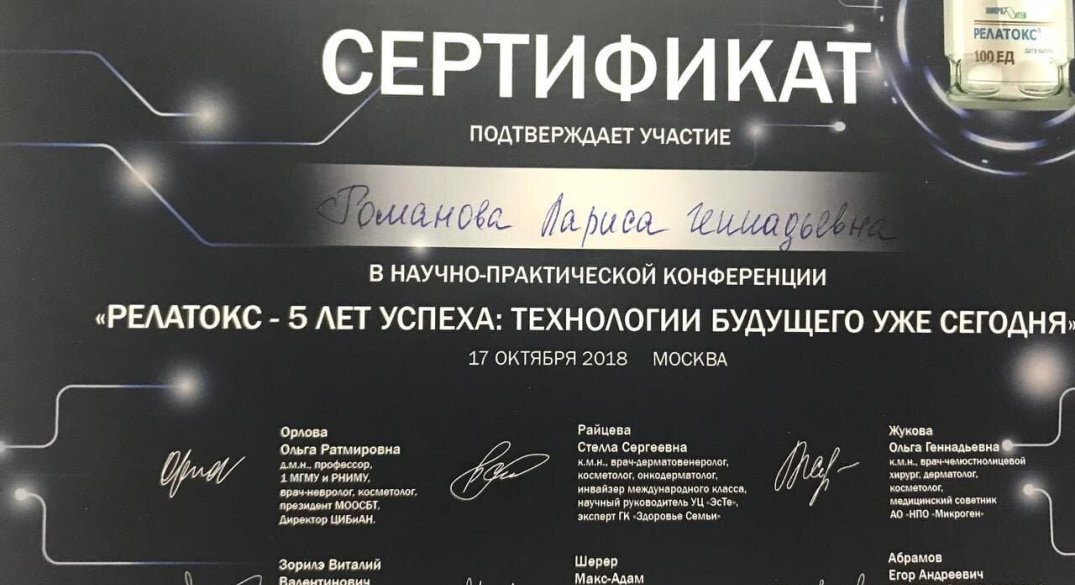 МИКРОГЕН
РЕЛАТОКС®
100 ЕД
СЕРТИФИКАТ
ПОДТВЕРЖДАЕТ УЧАСТИЕ
Романова Лариса Геннадьевна
В НАУЧНО-ПРАКТИЧЕСКОЙ КОНФЕРЕНЦИИ
«РЕЛАТОКС - 5 ЛЕТ УСПЕХА: ТЕХНОЛОГИИ БУДУЩЕГО УЖЕ СЕГОДНЯ»
17 ОКТЯБРЯ 2018 МОСКВА
Орлова
Ольга Ратмировна
д.м.н., профессор,
1 МГМУ и РНИМУ,
врач-невролог, косметолог,
президент МООСБТ,
Директор ЦИБиАН.
Райцева
Стелла Сергеевна
к.м.н., врач-дерматовенеролог,
косметолог, онкодерматолог,
инвайзер международного класса,
научный руководитель УЦ «ЭсТе»,
эксперт ГК «Здоровье Семьи»
Жукова
Ольга Геннадьевна
к.м.н., врач-челюстнолицевой
хирург, дерматолог,
косметолог,
медицинский советник
АО «НПО «Микроген»
Зорилэ Виталий
Валентинович
Шерер
Макс-Адам
Абрамов
Егор Андреевич